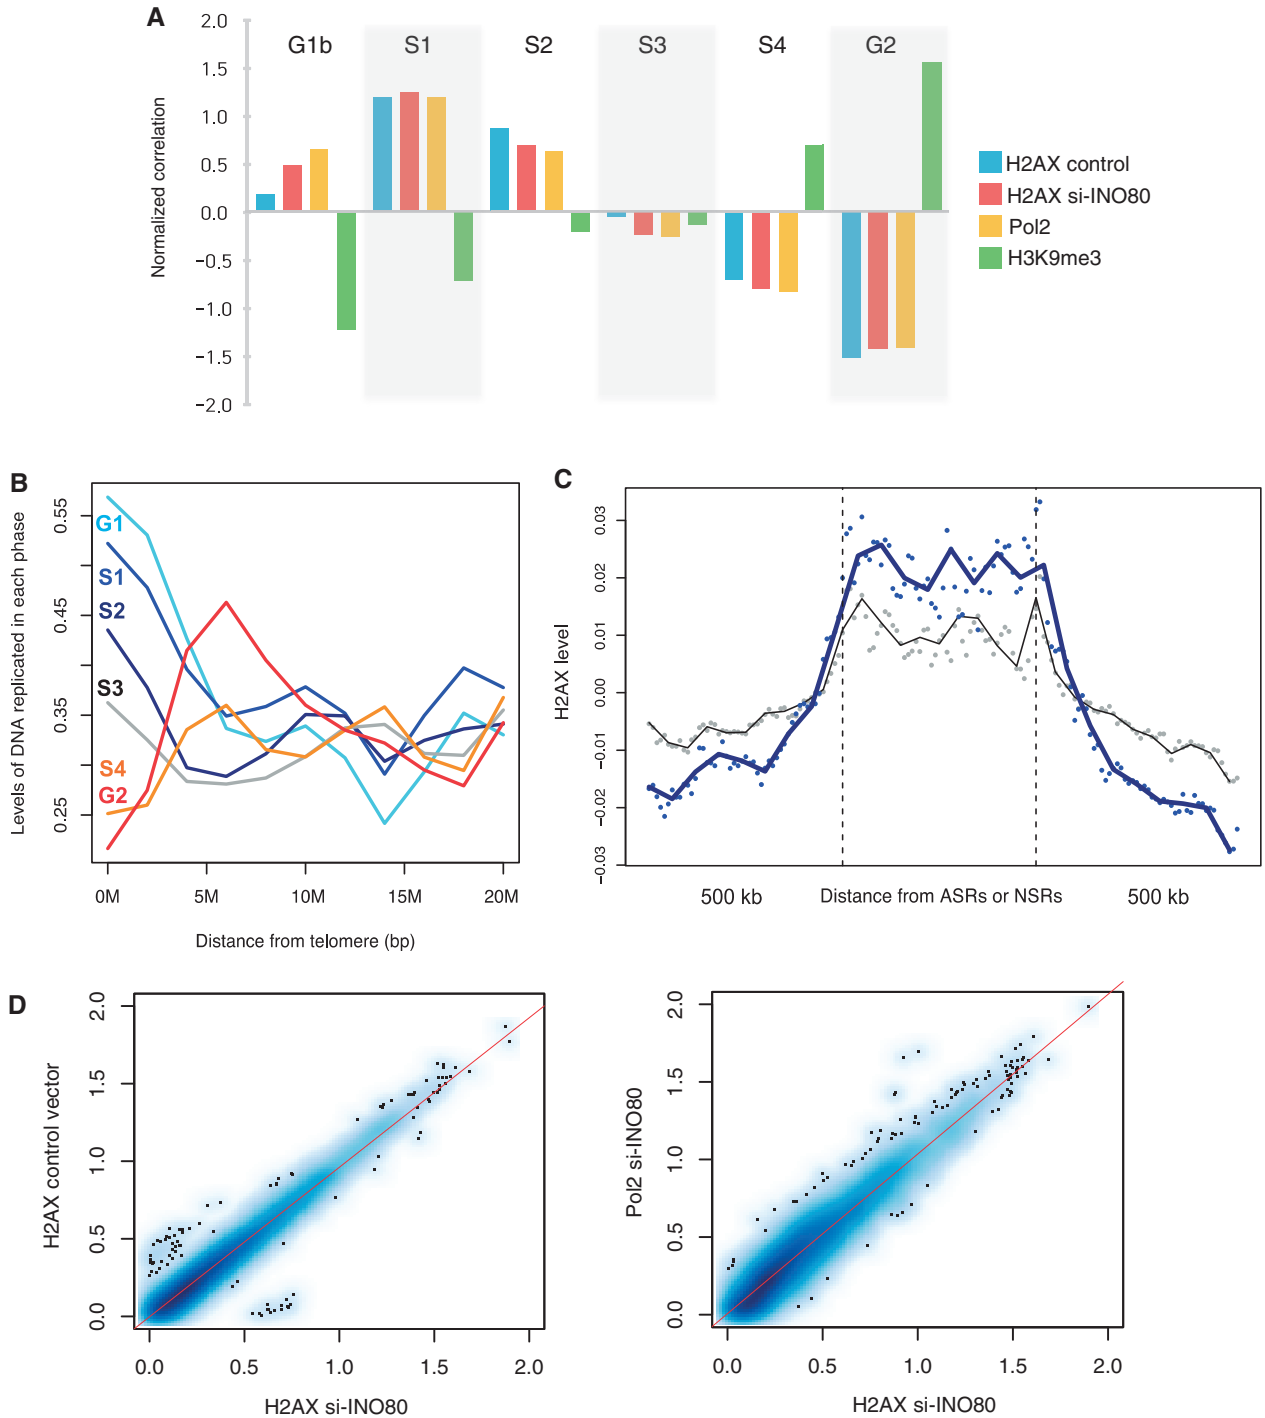 A
2.0
1.5
1.0
0.5
0.0
−0.5
−1.0
−1.5
−2.0
Normalized correlation
G1b
S1
S2
S3
S4
G2
H2AX control
H2AX si-INO80
Pol2
H3K9me3
B
Levels of DNA replicated in each phase
0.55
0.45
0.35
0.25
G1
S1
S2
S3
S4
G2
0M
5M
10M
15M
20M
Distance from telomere (bp)
C
H2AX level
0.03
0.02
0.01
0.00
−0.01
−0.02
−0.03
500 kb
Distance from ASRs or NSRs
500 kb
D
H2AX control vector
2.0
1.5
1.0
0.5
0.0
0.0
0.5
1.0
1.5
2.0
H2AX si-INO80
Pol2 si-INO80
2.0
1.5
1.0
0.5
0.0
0.0
0.5
1.0
1.5
2.0
H2AX si-INO80